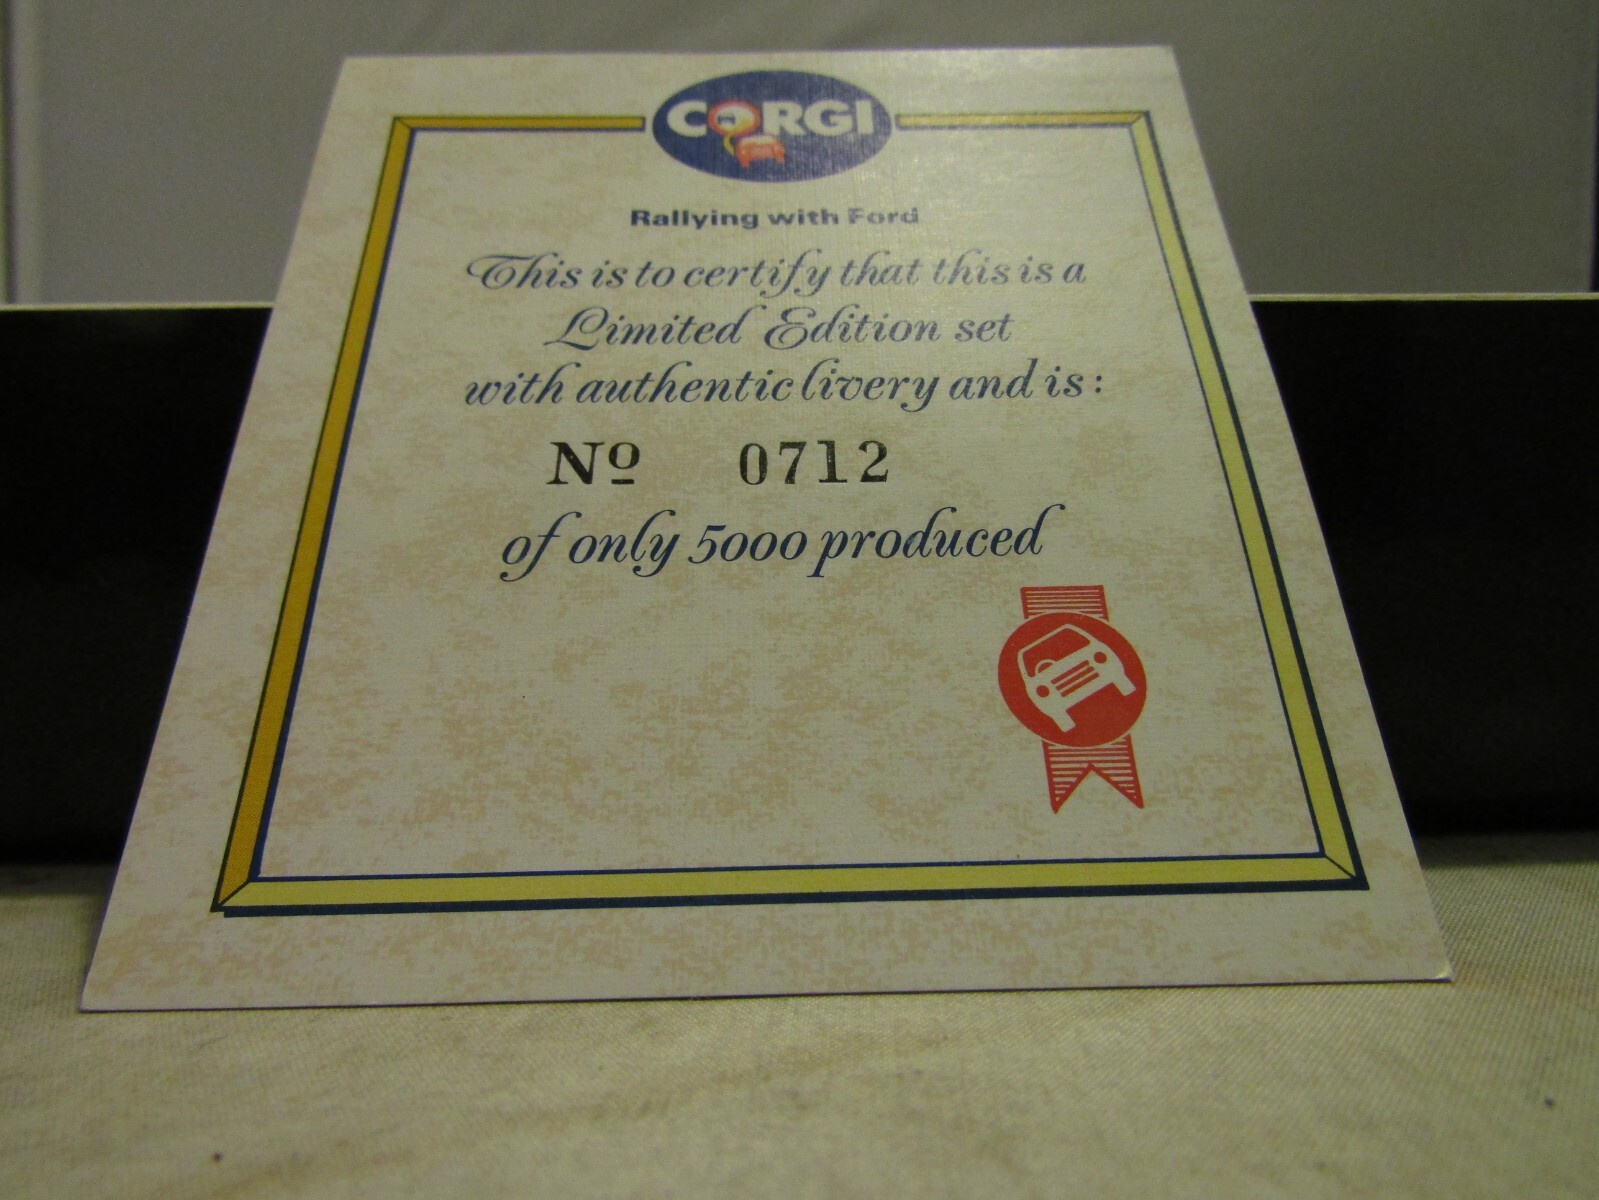 CORGI
Rallying with Ford
This is to certify that this is a
Limited Edition set
with authentic livery and is:
Nº 0712
of only 5000 produced